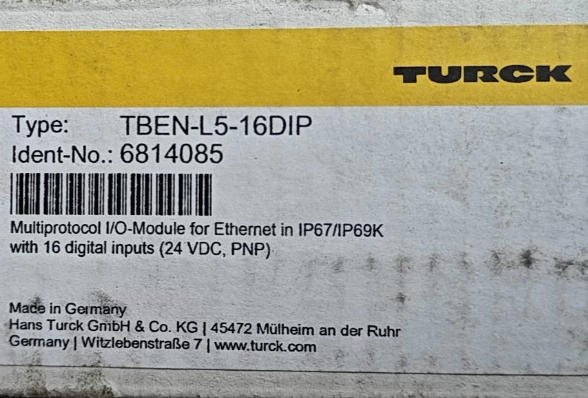 TURCK
Type: TBEN-L5-16DIP
Ident-No.: 6814085
Multiprotocol I/O-Module for Ethernet in IP67/IP69K
with 16 digital inputs (24 VDC, PNP)
Made in Germany
Hans Turck GmbH & Co. KG | 45472 Mülheim an der Ruhr
Germany | Witzlebenstraße 7 | www.turck.com